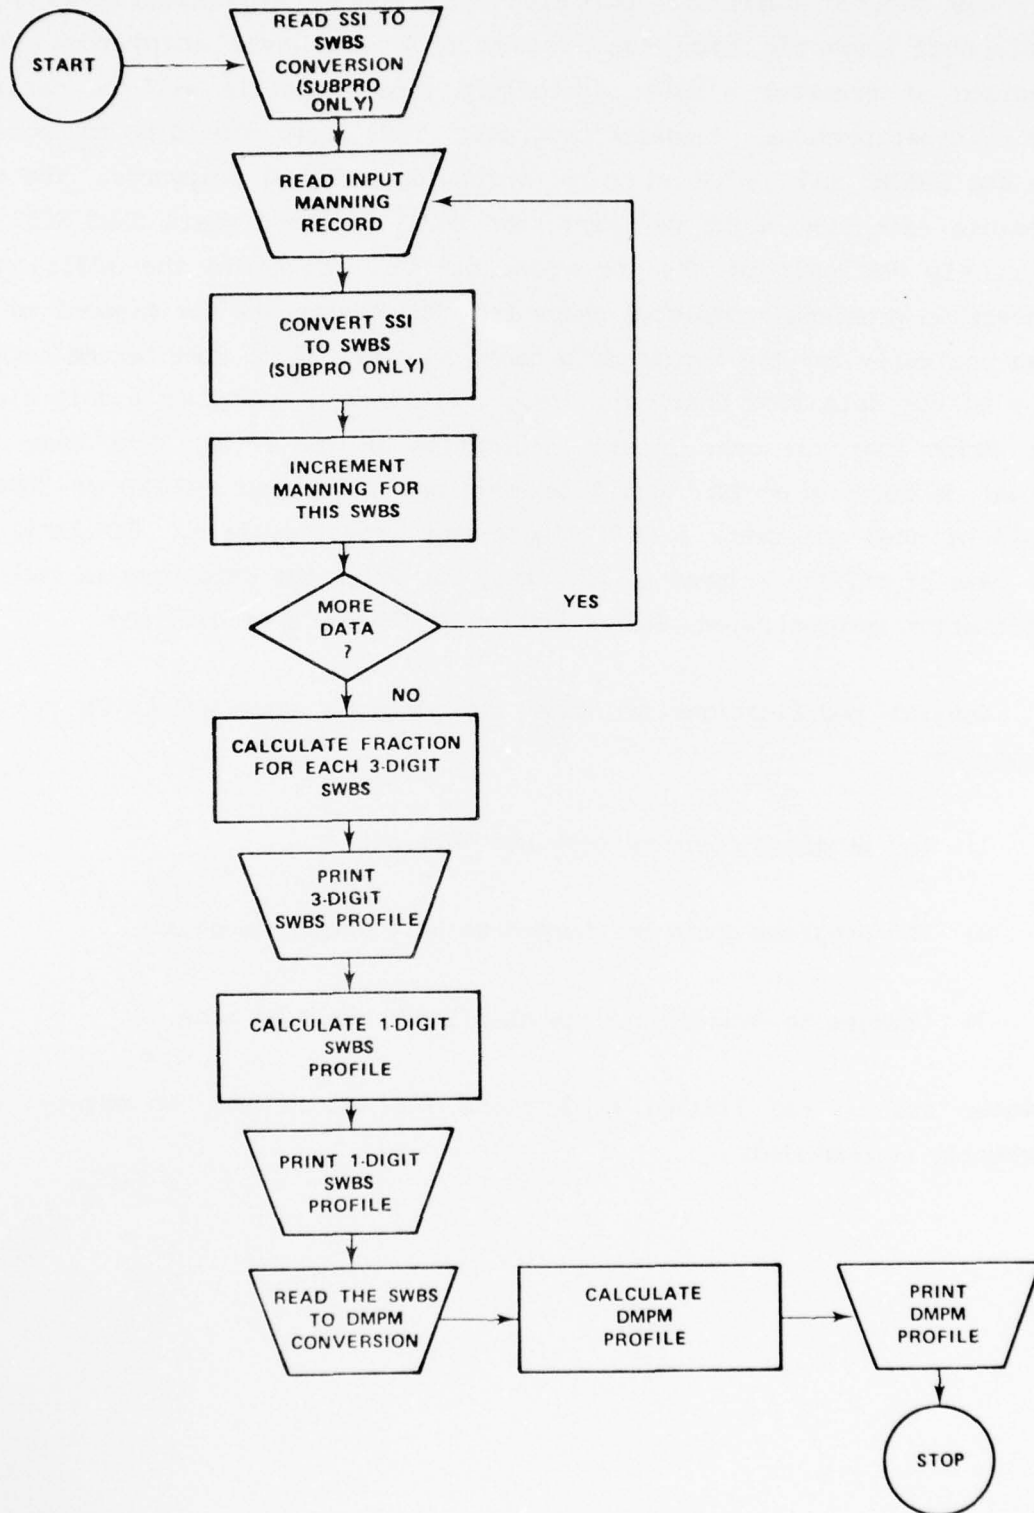 START
READ SSI TO
SWBS
CONVERSION
(SUBPRO
ONLY)
READ INPUT
MANNING
RECORD
CONVERT SSI
TO SWBS
(SUBPRO ONLY)
INCREMENT
MANNING FOR
THIS SWBS
MORE
DATA
?
YES
NO
CALCULATE FRACTION
FOR EACH 3-DIGIT
SWBS
PRINT
3-DIGIT
SWBS PROFILE
CALCULATE 1-DIGIT
SWBS
PROFILE
PRINT 1-DIGIT
SWBS
PROFILE
READ THE SWBS
TO DMPM
CONVERSION
CALCULATE
DMPM
PROFILE
PRINT
DMPM
PROFILE
STOP